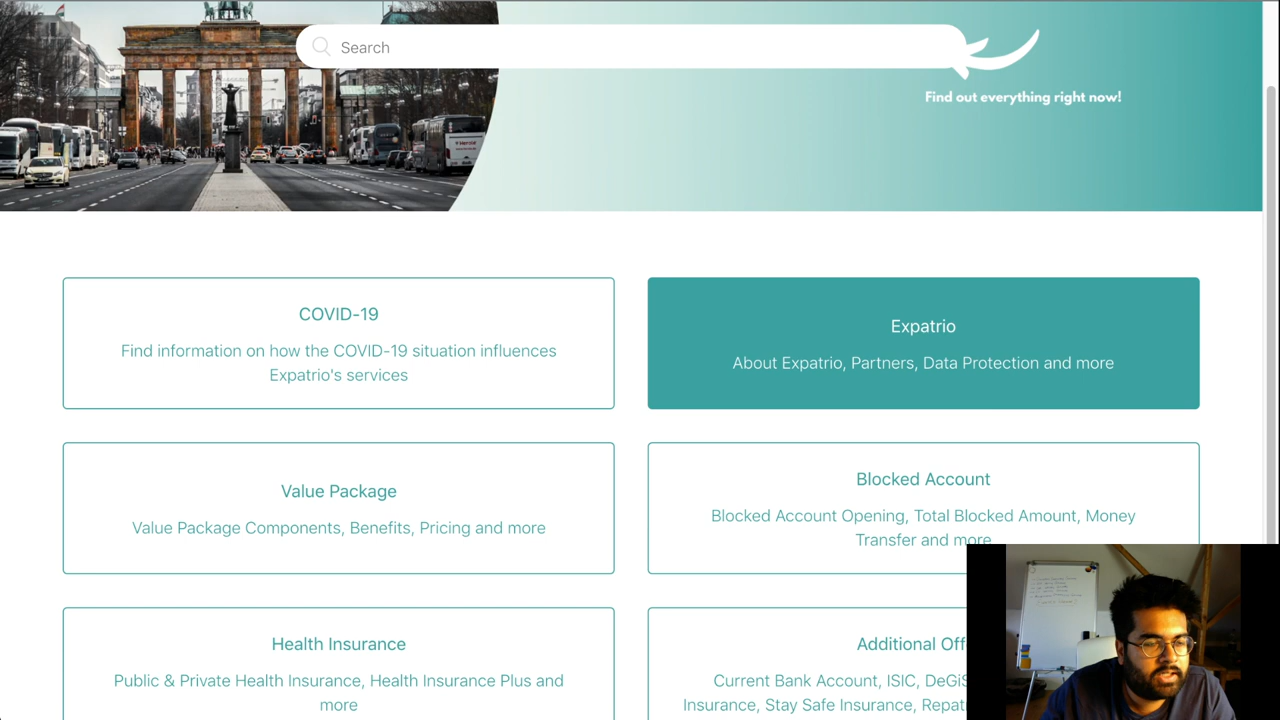 Search
Find out everything right now!
COVID-19
Find information on how the COVID-19 situation influences
Expatrio's services
Expatrio
About Expatrio, Partners, Data Protection and more
Value Package
Value Package Components, Benefits, Pricing and more
Blocked Account
Blocked Account Opening, Total Blocked Amount, Money
Transfer and more
Health Insurance
Public & Private Health Insurance, Health Insurance Plus and
more
Additional Off
Current Bank Account, ISIC, DeGiS
Insurance, Stay Safe Insurance, Repat